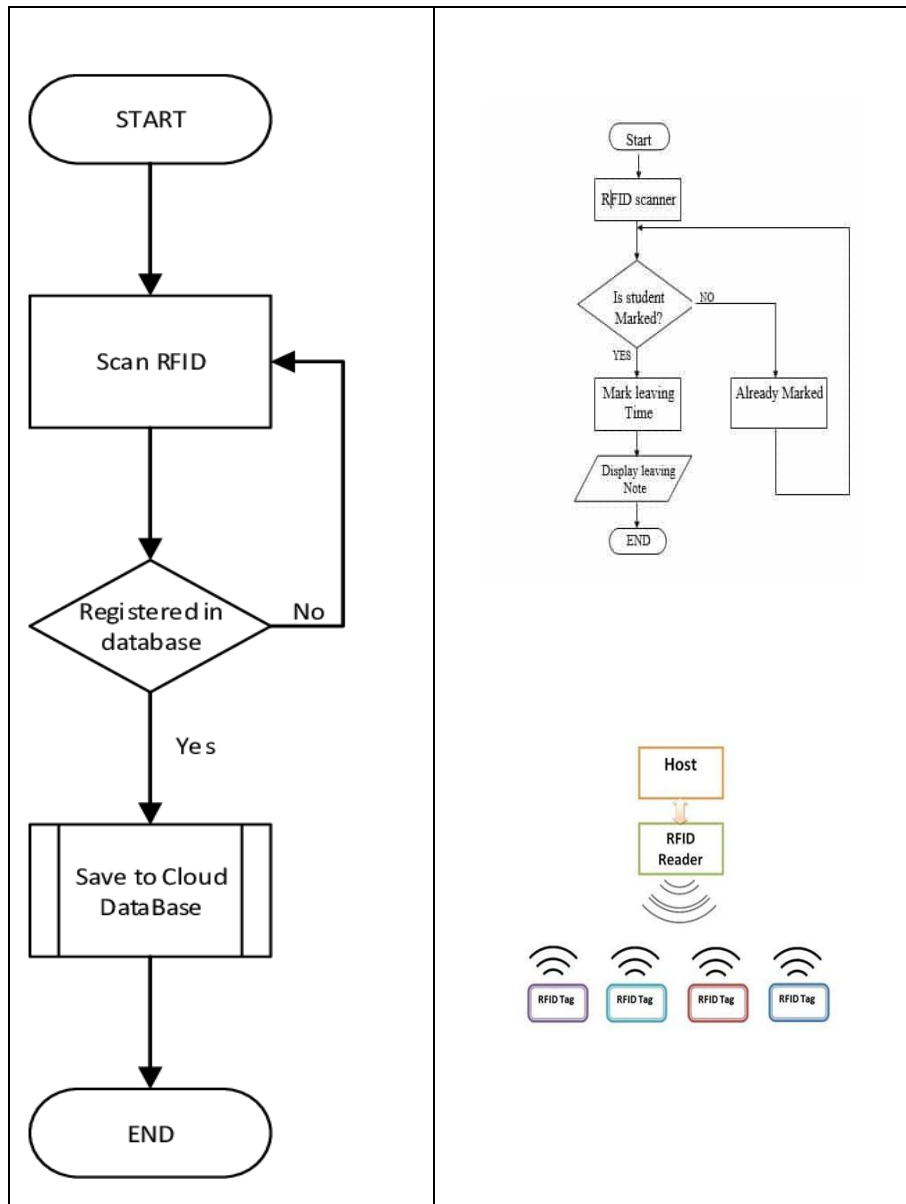 START
Scan RFID
Registered in
database
No
Yes
Save to Cloud
DataBase
END
Start
RFID scanner
Is student
Marked?
NO
YES
Mark leaving
Time
Already Marked
Display leaving
Note
END
Host
RFID
Reader
RFID Tag
RFID Tag
RFID Tag
RFID Tag